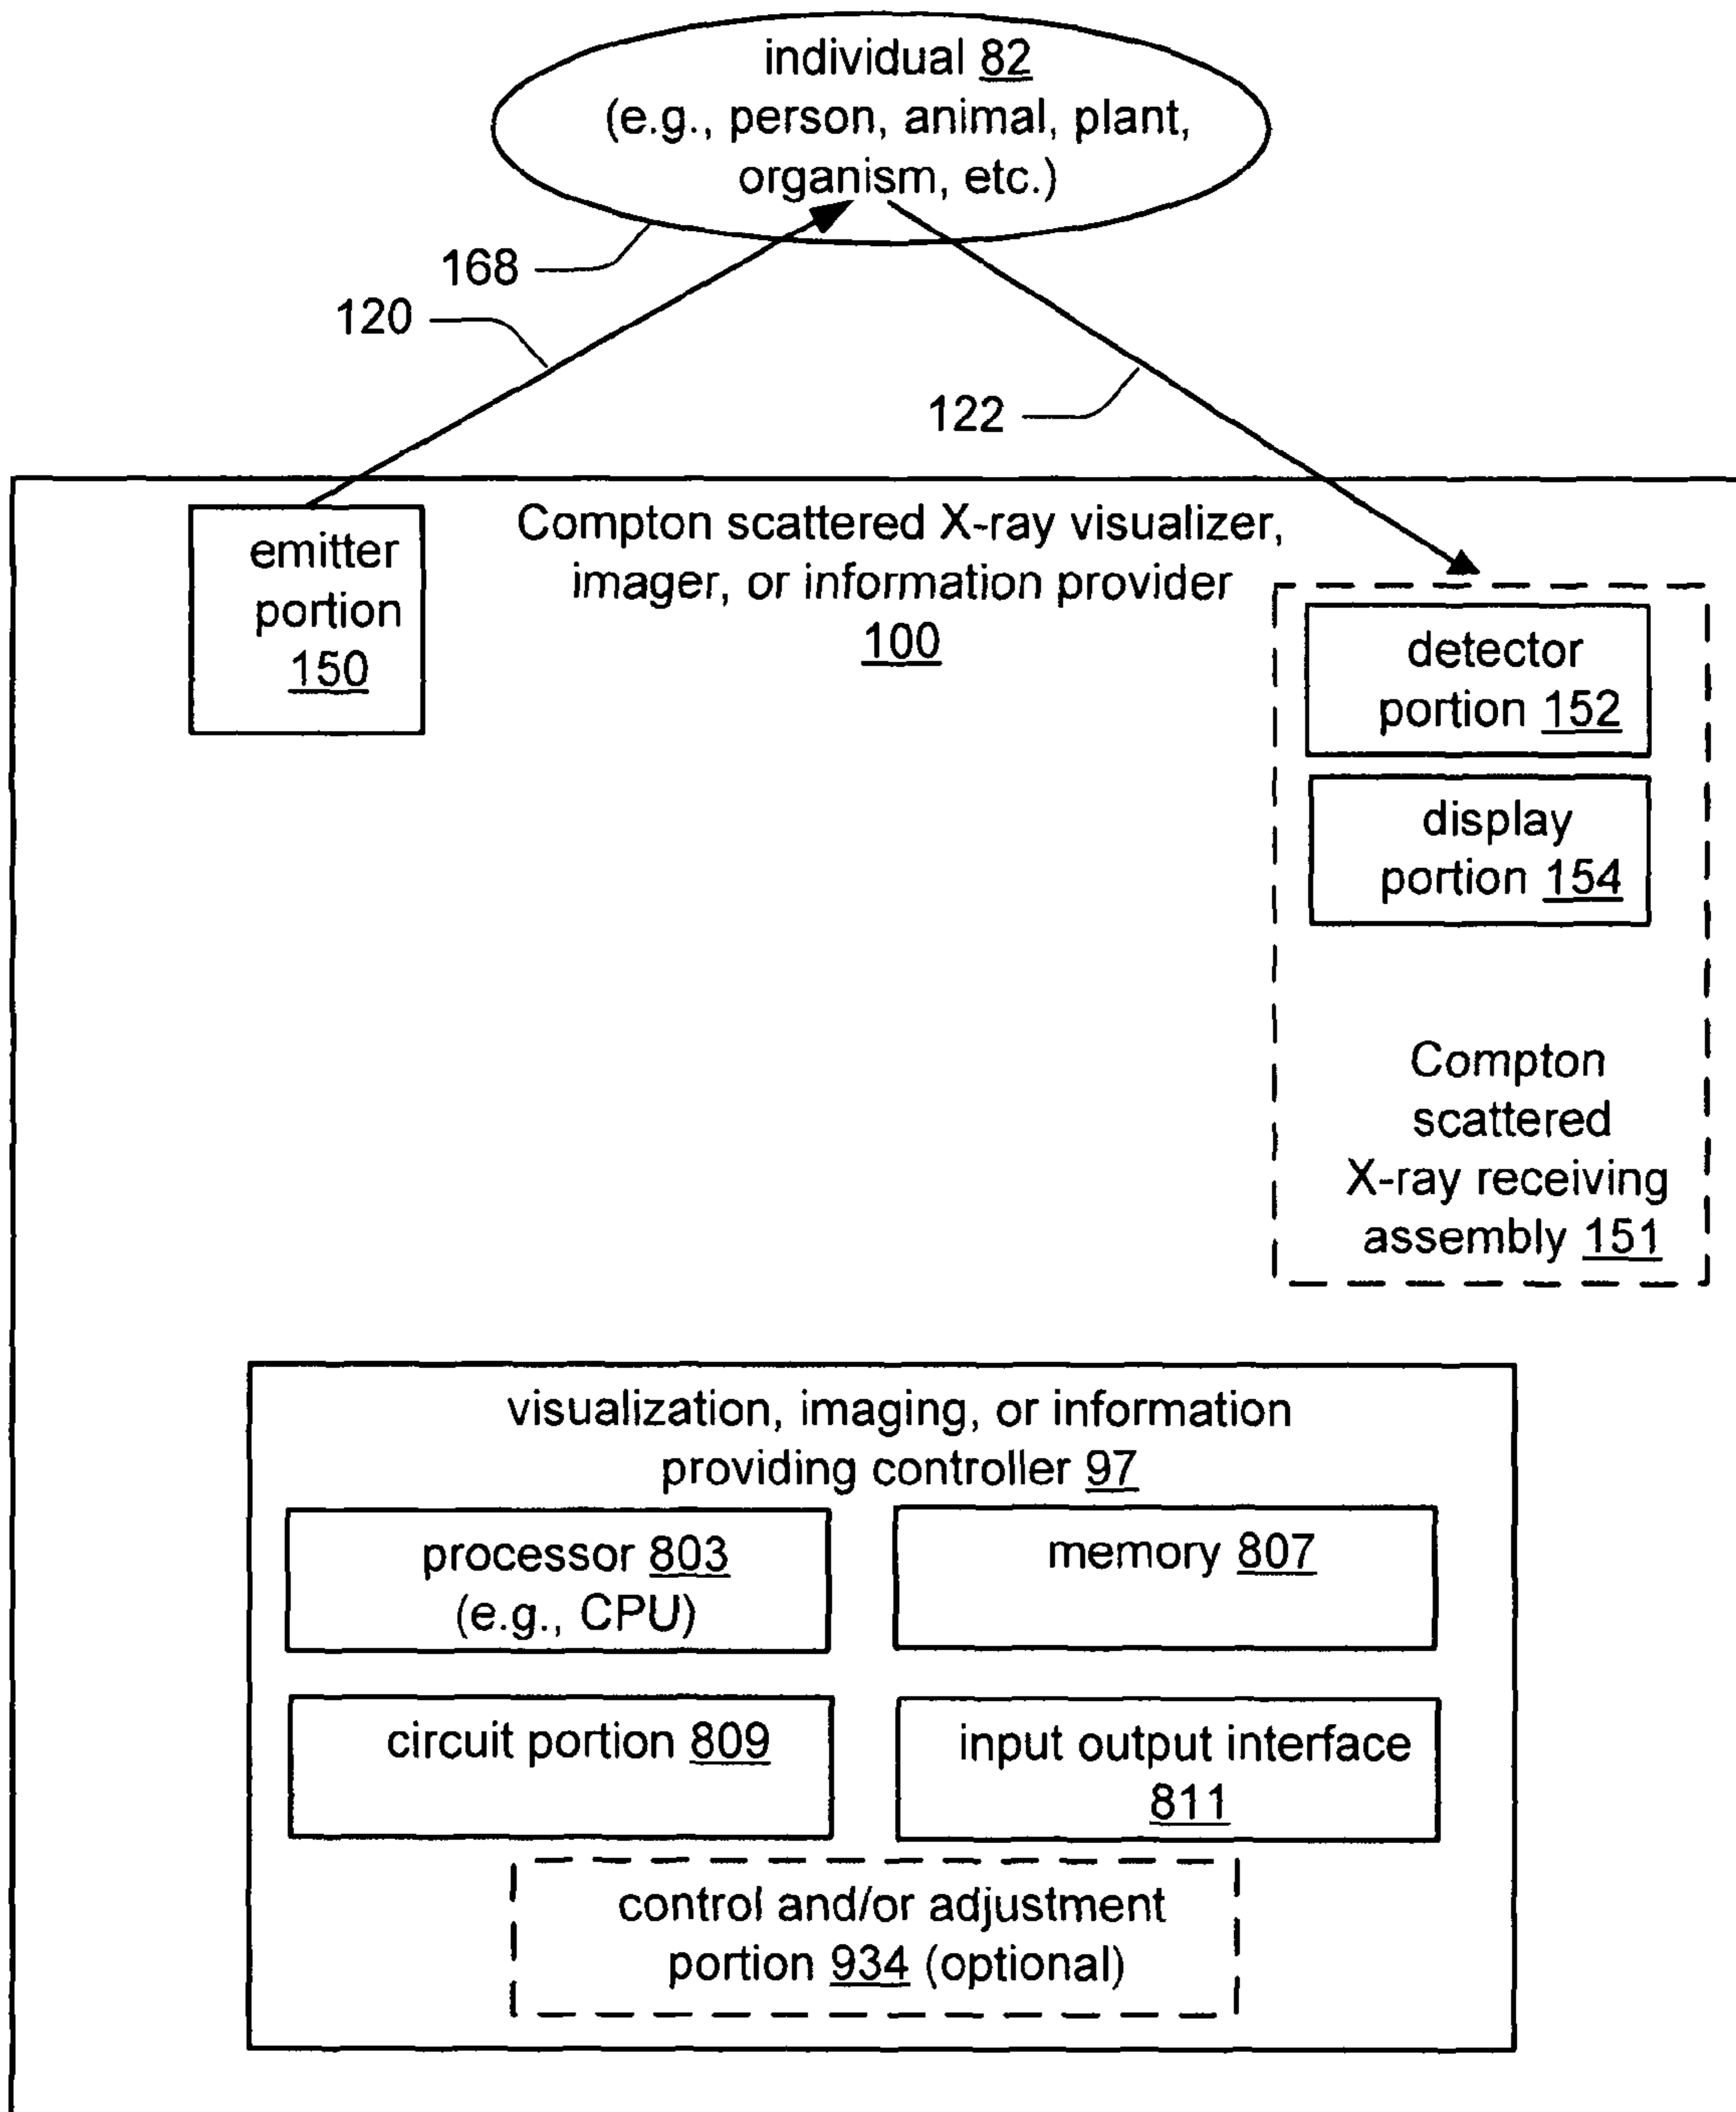 individual 82
(e.g., person, animal, plant,
organism, etc.)
168
120
122
emitter
portion
150
Compton scattered X-ray visualizer,
imager, or information provider
100
detector
portion 152
display
portion 154
Compton
scattered
X-ray receiving
assembly 151
visualization, imaging, or information
providing controller 97
processor 803
(e.g., CPU)
memory 807
circuit portion 809
input output interface
811
control and/or adjustment
portion 934 (optional)